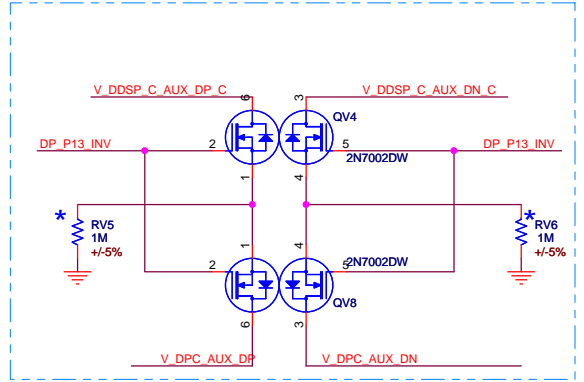 V_DDSP_C_AUX_DP_C
V_DDSP_C_AUX_DN_C
6
3
QV4
DP_P13_INV
2
5
DP_P13_INV
2N7002DW
1
4
*
*
RV5
1M
+/-5%
RV6
1M
+/-5%
1
4
2N7002DW
2
5
QV8
6
3
V_DPC_AUX_DP
V_DPC_AUX_DN